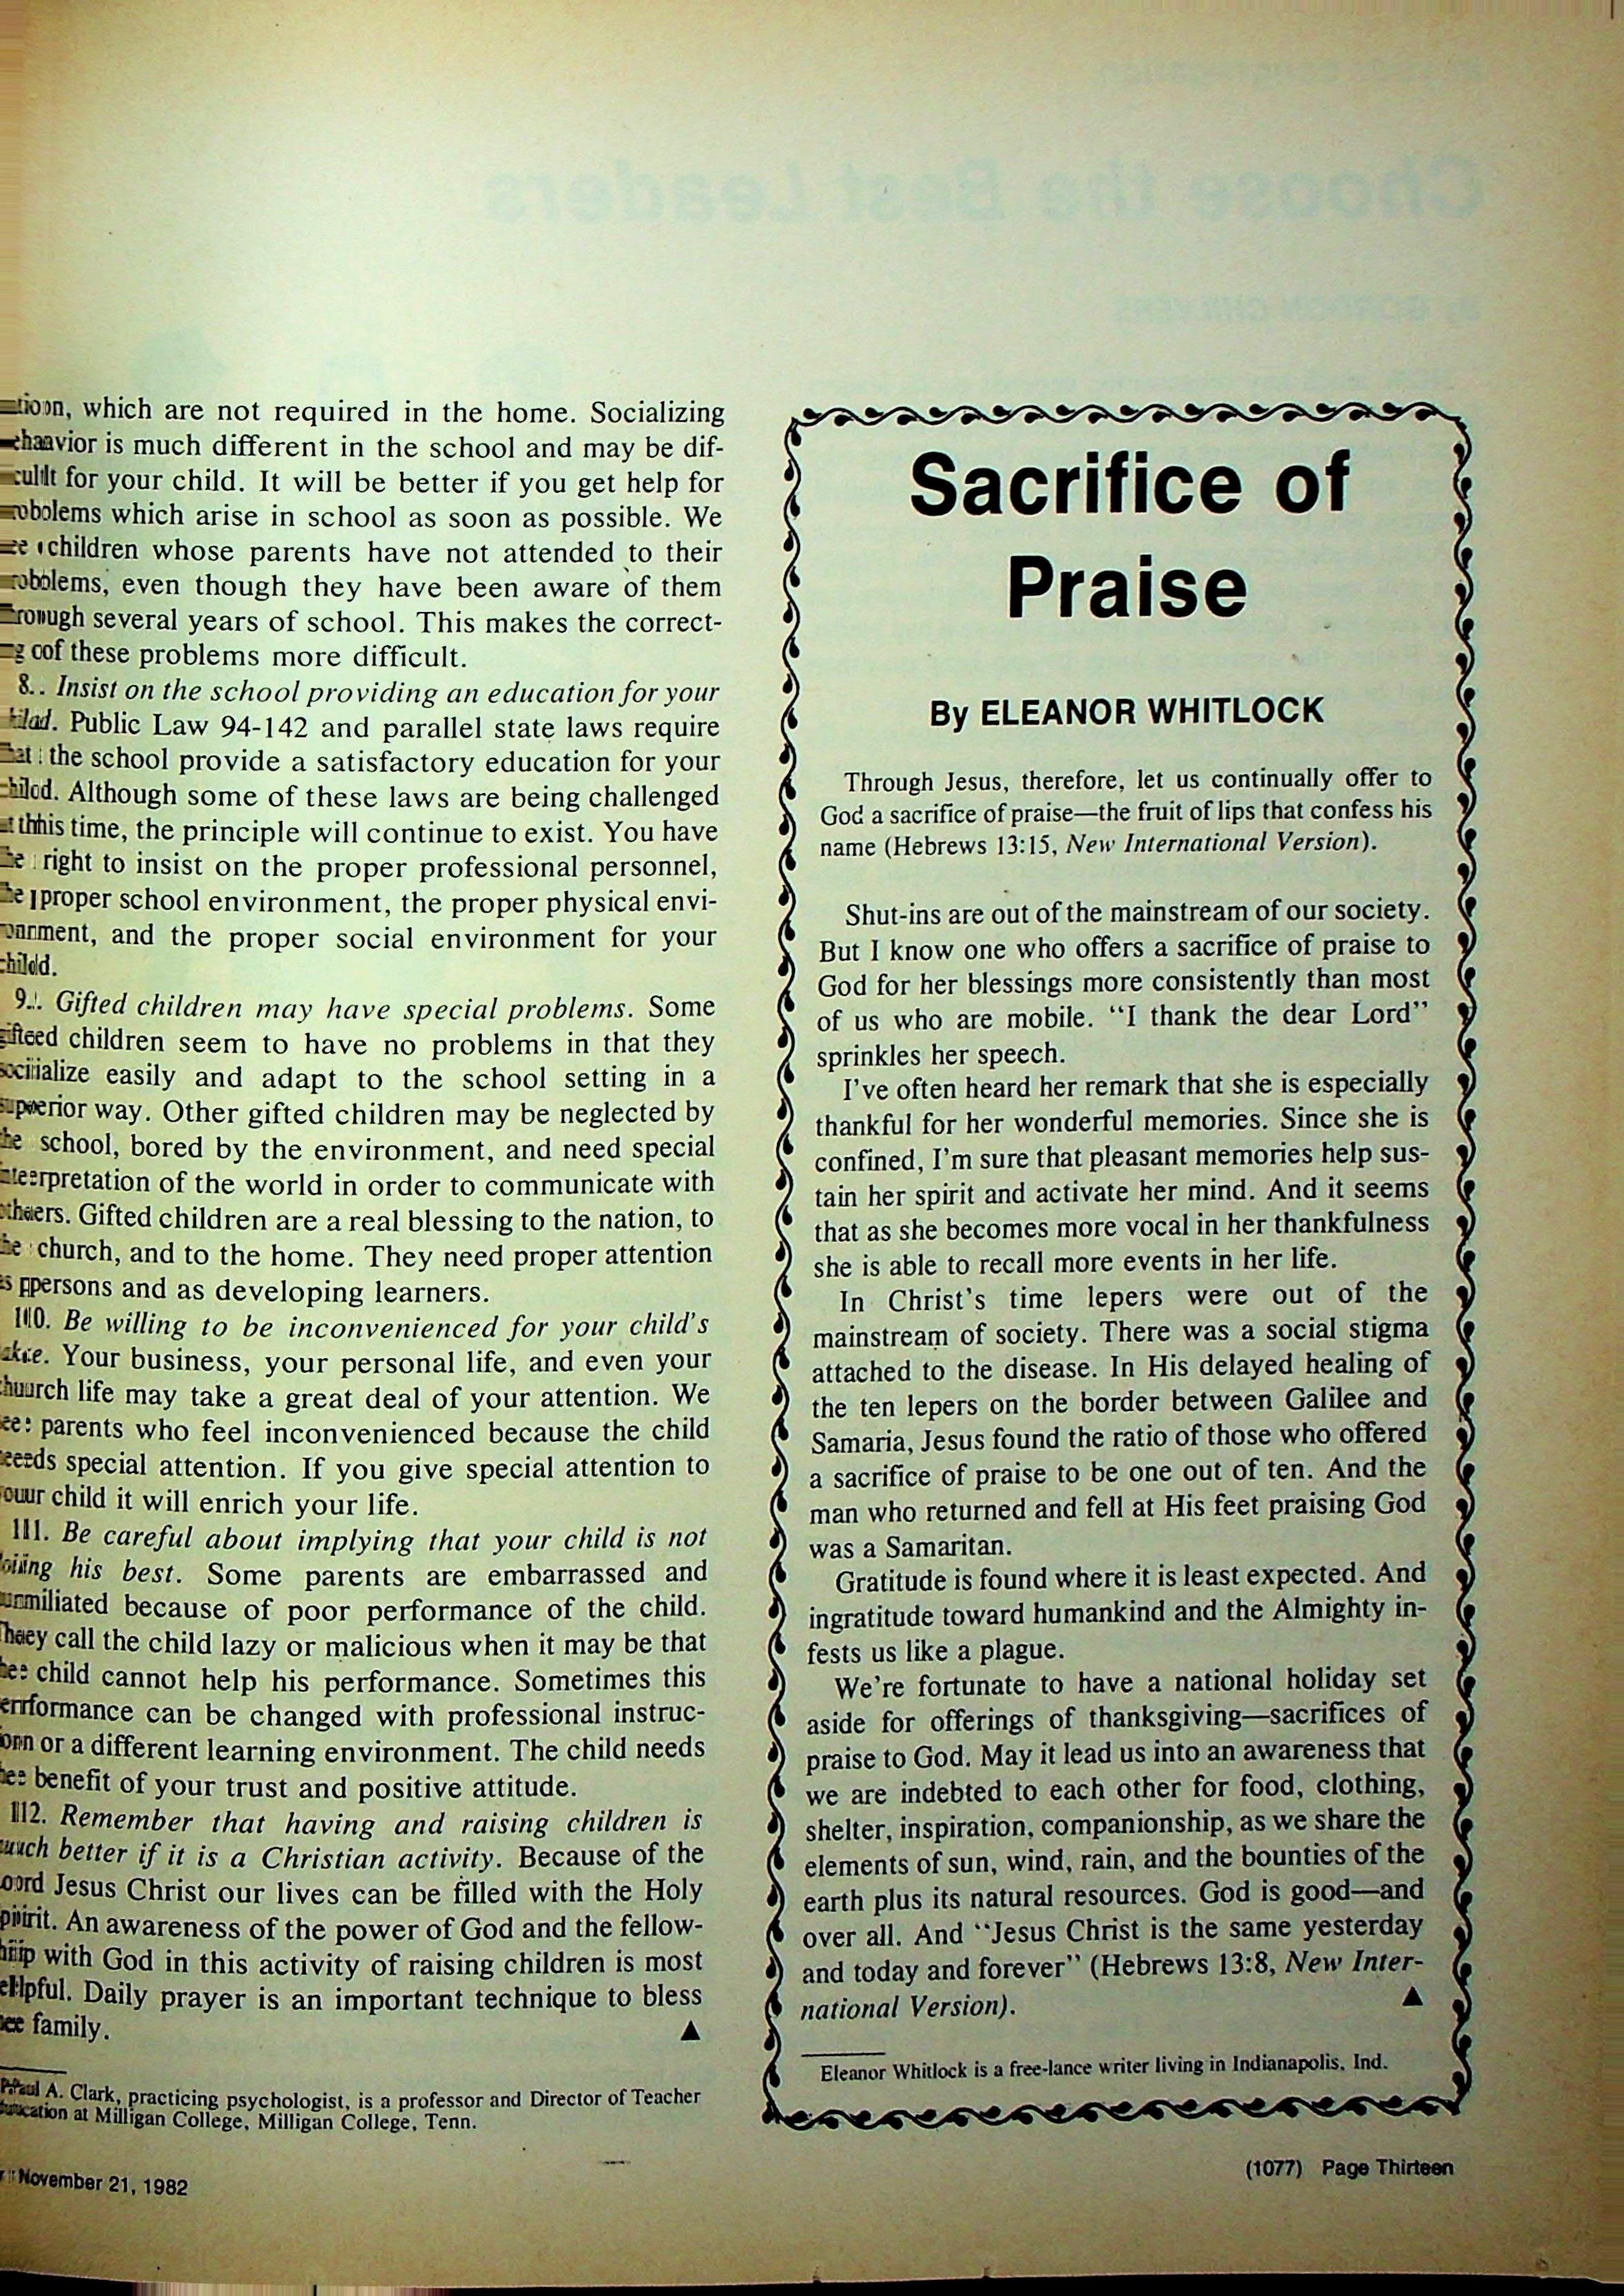 tion, which are not required in the home. Socializing
behavior is much different in the school and may be dif-
ficult for your child. It will be better if you get help for
problems which arise in school as soon as possible. We
see children whose parents have not attended to their
problems, even though they have been aware of them
through several years of school. This makes the correct-
ing of these problems more difficult.
8. Insist on the school providing an education for your
child. Public Law 94-142 and parallel state laws require
that the school provide a satisfactory education for your
child. Although some of these laws are being challenged
at this time, the principle will continue to exist. You have
the right to insist on the proper professional personnel,
the proper school environment, the proper physical envi-
ronment, and the proper social environment for your
child.
9. Gifted children may have special problems. Some
gifted children seem to have no problems in that they
socialize easily and adapt to the school setting in a
superior way. Other gifted children may be neglected by
the school, bored by the environment, and need special
interpretation of the world in order to communicate with
others. Gifted children are a real blessing to the nation, to
the church, and to the home. They need proper attention
as persons and as developing learners.
10. Be willing to be inconvenienced for your child's
sake. Your business, your personal life, and even your
church life may take a great deal of your attention. We
see parents who feel inconvenienced because the child
needs special attention. If you give special attention to
your child it will enrich your life.
11. Be careful about implying that your child is not
doing his best. Some parents are embarrassed and
humiliated because of poor performance of the child.
They call the child lazy or malicious when it may be that
the child cannot help his performance. Sometimes this
performance can be changed with professional instruc-
tion or a different learning environment. The child needs
the benefit of your trust and positive attitude.
12. Remember that having and raising children is
much better if it is a Christian activity. Because of the
Lord Jesus Christ our lives can be filled with the Holy
Spirit. An awareness of the power of God and the fellow-
ship with God in this activity of raising children is most
helpful. Daily prayer is an important technique to bless
the family. ▲
Paul A. Clark, practicing psychologist, is a professor and Director of Teacher
Education at Milligan College, Milligan College, Tenn.
November 21, 1982
Sacrifice of
Praise
By ELEANOR WHITLOCK
Through Jesus, therefore, let us continually offer to
God a sacrifice of praise—the fruit of lips that confess his
name (Hebrews 13:15, New International Version).
Shut-ins are out of the mainstream of our society.
But I know one who offers a sacrifice of praise to
God for her blessings more consistently than most
of us who are mobile. "I thank the dear Lord"
sprinkles her speech.
I've often heard her remark that she is especially
thankful for her wonderful memories. Since she is
confined, I'm sure that pleasant memories help sus-
tain her spirit and activate her mind. And it seems
that as she becomes more vocal in her thankfulness
she is able to recall more events in her life.
In Christ's time lepers were out of the
mainstream of society. There was a social stigma
attached to the disease. In His delayed healing of
the ten lepers on the border between Galilee and
Samaria, Jesus found the ratio of those who offered
a sacrifice of praise to be one out of ten. And the
man who returned and fell at His feet praising God
was a Samaritan.
Gratitude is found where it is least expected. And
ingratitude toward humankind and the Almighty in-
fests us like a plague.
We're fortunate to have a national holiday set
aside for offerings of thanksgiving—sacrifices of
praise to God. May it lead us into an awareness that
we are indebted to each other for food, clothing,
shelter, inspiration, companionship, as we share the
elements of sun, wind, rain, and the bounties of the
earth plus its natural resources. God is good—and
over all. And "Jesus Christ is the same yesterday
and today and forever" (Hebrews 13:8, New Inter-
national Version). ▲
Eleanor Whitlock is a free-lance writer living in Indianapolis, Ind.
(1077) Page Thirteen